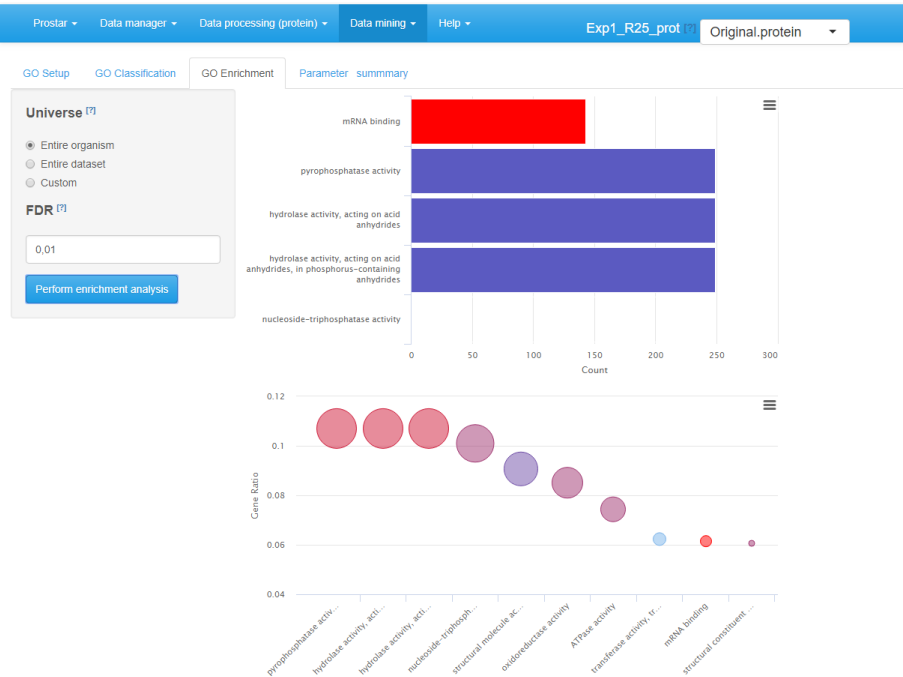 Prostar Data manager Data processing (protein) Data mining Help Exp1_R25_prot [?] Original.protein
GO Setup GO Classification GO Enrichment Parameter summmary
Universe [?]
Entire organism
Entire dataset
Custom
FDR [?]
0,01
Perform enrichment analysis
mRNA binding
pyrophosphatase activity
hydrolase activity, acting on acid
anhydrides
hydrolase activity, acting on acid
anhydrides, in phosphorus-containing
anhydrides
nucleoside-triphosphatase activity
0 50 100 150 200 250 300
Count
0.12
0.1
0.08
0.06
0.04
Gene Ratio
pyrophosphatase activ...
hydrolase activity, acti...
hydrolase activity, acti...
nucleoside-triphosph...
structural molecule ac...
oxidoreductase activity
ATPase activity
transferase activity, tr...
mRNA binding
structural constituent ...